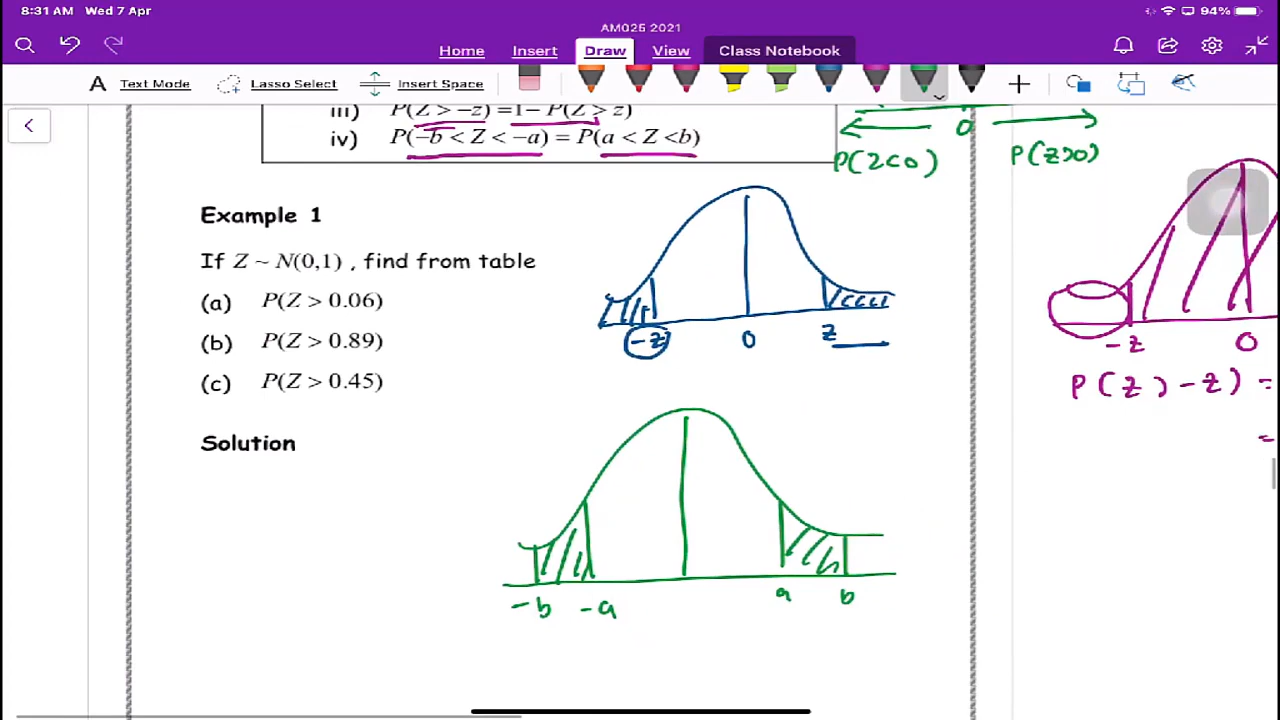 8:31 AM Wed 7 Apr
94%
AM025 2021
Home Insert Draw View Class Notebook
Text Mode Lasso Select Insert Space
iii) P(Z > −z) =1− P(Z > z)
iv) P(−b < Z < −a) = P(a < Z <b)
0
P(Z<0) P(Z>0)
Example 1
If Z ~ N(0,1) , find from table
(a) P(Z > 0.06)
(b) P(Z > 0.89)
(c) P(Z > 0.45)
-z 0 z
-z 0
P(Z>-z) =
=
Solution
-b -a a b